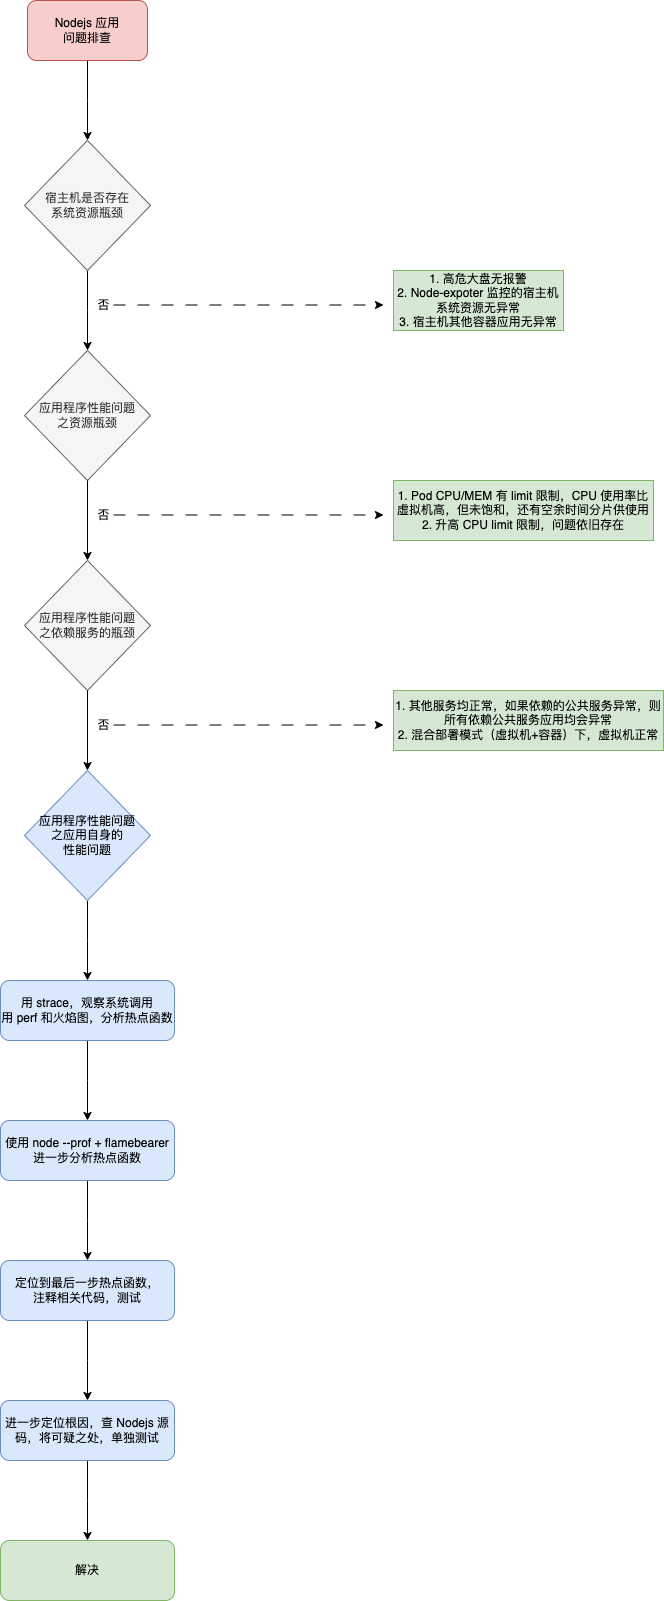 Nodejs 应用
问题排查
宿主机是否存在
系统资源瓶颈
否
1. 高危大盘无报警
2. Node-expoter 监控的宿主机
系统资源无异常
3. 宿主机其他容器应用无异常
应用程序性能问题
之资源瓶颈
否
1. Pod CPU/MEM 有 limit 限制，CPU 使用率比
虚拟机高，但未饱和，还有空余时间分片供使用
2. 升高 CPU limit 限制，问题依旧存在
应用程序性能问题
之依赖服务的瓶颈
否
1. 其他服务均正常，如果依赖的公共服务异常，则
所有依赖公共服务应用均会异常
2. 混合部署模式（虚拟机+容器）下，虚拟机正常
应用程序性能问题
之应用自身的
性能问题
用 strace，观察系统调用
用 perf 和火焰图，分析热点函数
使用 node --prof + flamebearer
进一步分析热点函数
定位到最后一步热点函数，
注释相关代码，测试
进一步定位根因，查 Nodejs 源
码，将可疑之处，单独测试
解决